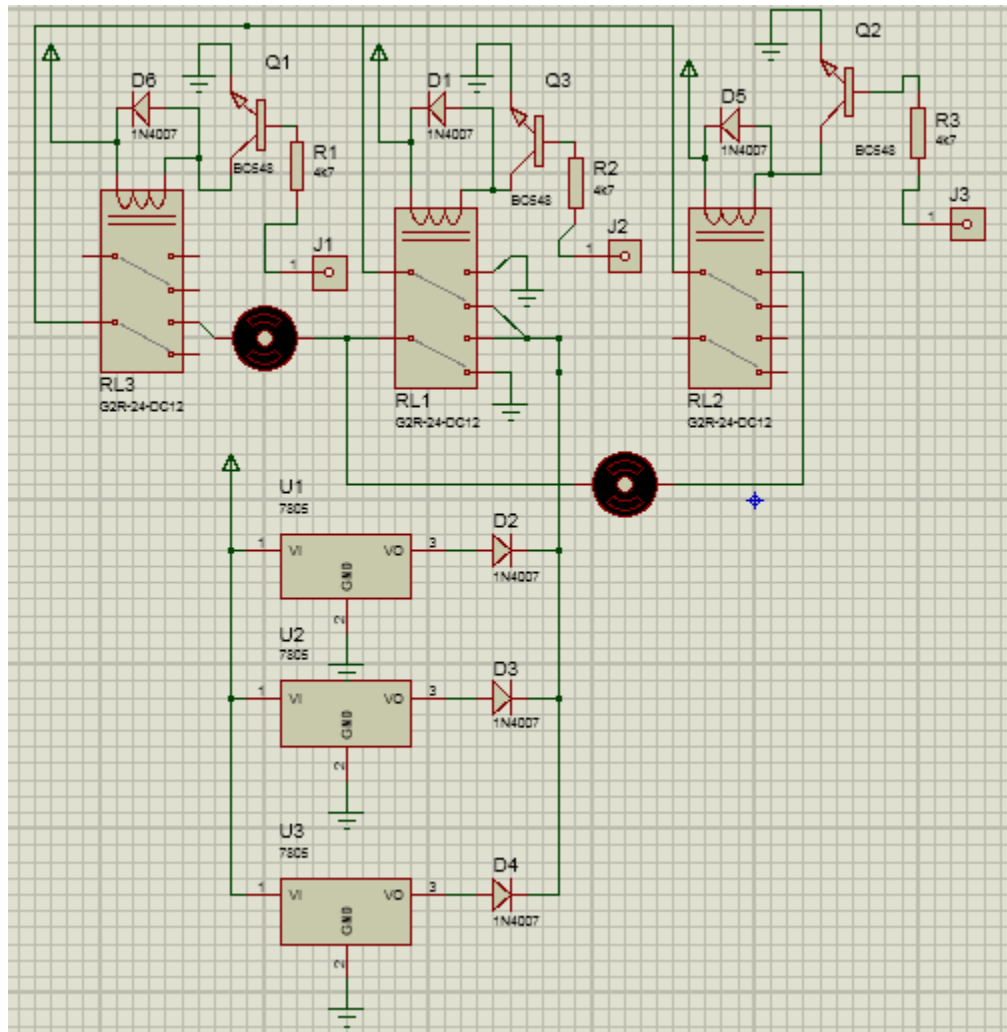 Q1
D6
1N4007
BC548
R1
4k7
J1
1
RL3
G2R-24-DC12
D1
1N4007
Q3
BC548
R2
4k7
J2
1
RL1
G2R-24-DC12
Q2
D5
1N4007
BC548
R3
4k7
J3
1
RL2
G2R-24-DC12
U1
7805
1
VI
VO
3
GND
2
D2
1N4007
U2
7805
1
VI
VO
3
GND
2
D3
1N4007
U3
7805
1
VI
VO
3
GND
2
D4
1N4007